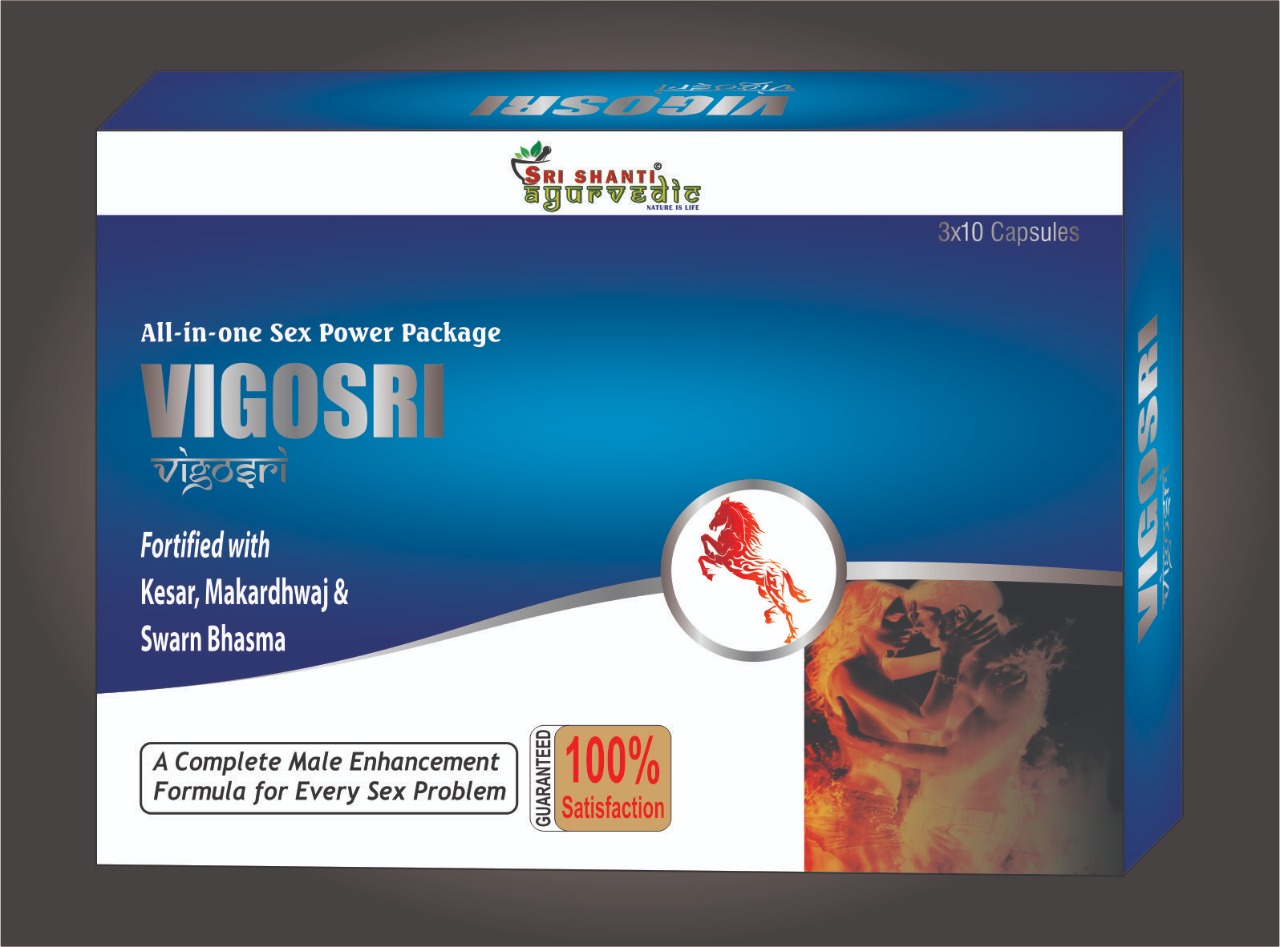 VIGOSRI
vigosri
SRI SHANTI©
ayurvedic
NATURE IS LIFE
3x10 Capsules
All-in-one Sex Power Package
VIGOSRI
vigosri
Fortified with
Kesar, Makardhwaj &
Swarn Bhasma
A Complete Male Enhancement
Formula for Every Sex Problem
GUARANTEED
100%
Satisfaction
VIGOSRI
vigosri